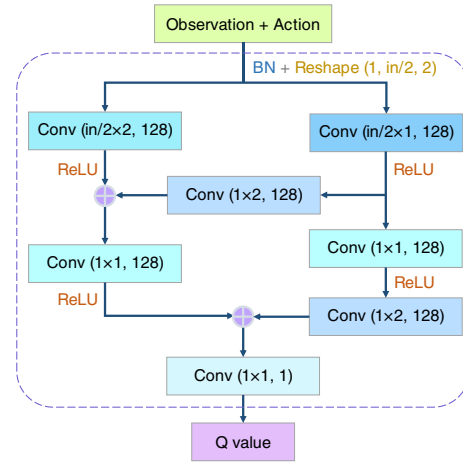 Observation + Action
BN + Reshape (1, in/2, 2)
Conv (in/2×2, 128)
Conv (in/2×1, 128)
ReLU
ReLU
Conv (1×2, 128)
Conv (1×1, 128)
Conv (1×1, 128)
ReLU
ReLU
Conv (1×2, 128)
Conv (1×1, 1)
Q value